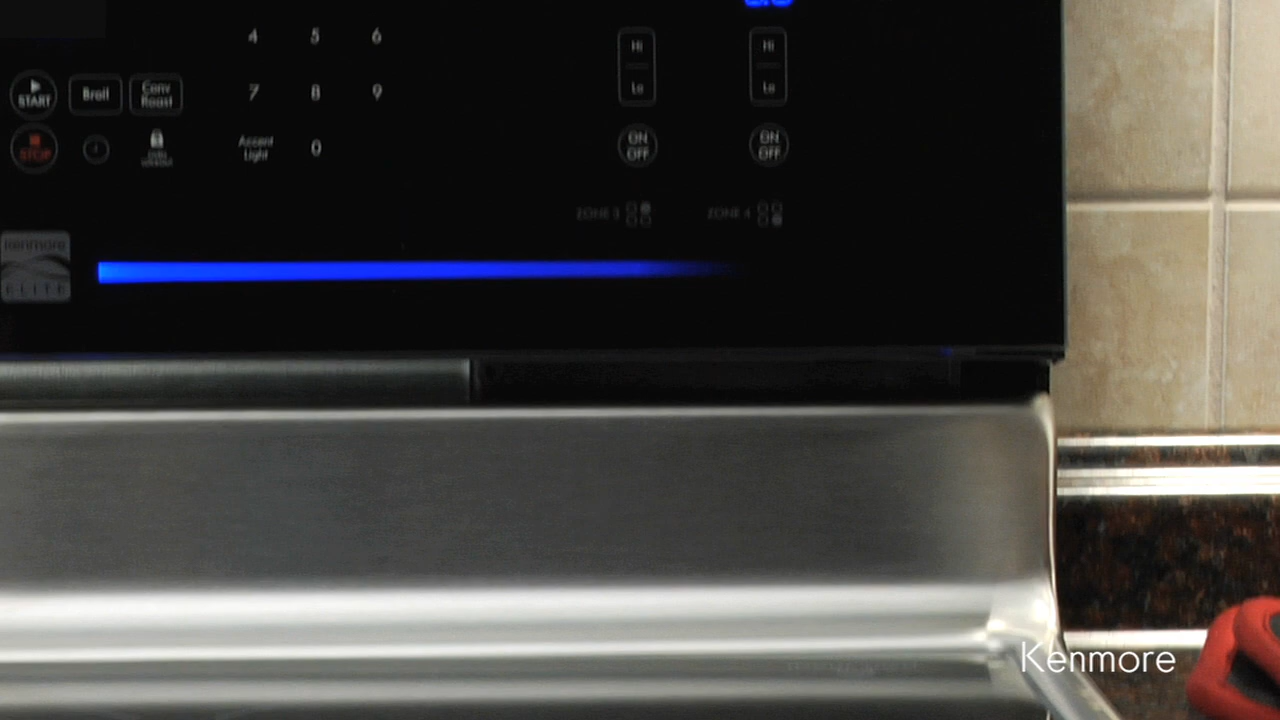 4 5 6
Hi Hi
START Broil Conv Roast 7 8 9
Lo Lo
STOP Accent Light 0
ON OFF ON OFF
ZONE 3 ZONE 4
Kenmore
ELITE
Kenmore